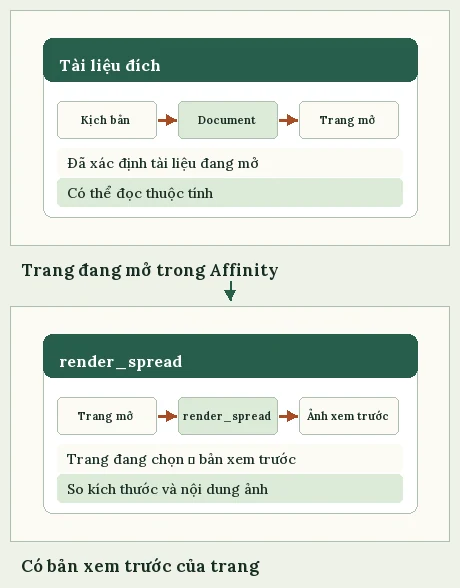 Tài liệu đích
Kịch bản
Document
Trang mở
Đã xác định tài liệu đang mở
Có thể đọc thuộc tính
Trang đang mở trong Affinity
render_spread
Trang mở
render_spread
Ảnh xem trước
Trang đang chọn ▯ bản xem trước
So kích thước và nội dung ảnh
Có bản xem trước của trang